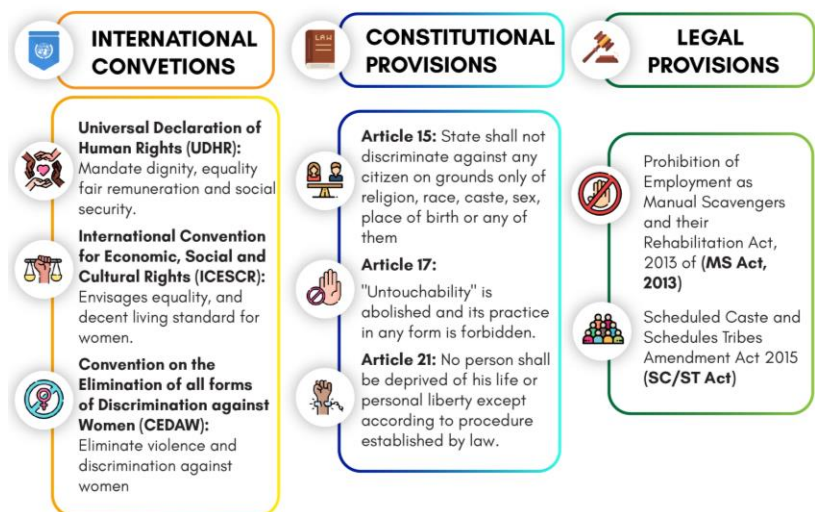 INTERNATIONAL
CONVETIONS
Universal Declaration of
Human Rights (UDHR):
Mandate dignity, equality
fair remuneration and social
security.
International Convention
for Economic, Social and
Cultural Rights (ICESCR):
Envisages equality, and
decent living standard for
women.
Convention on the
Elimination of all forms
of Discrimination against
Women (CEDAW):
Eliminate violence and
discrimination against
women
LAW
CONSTITUTIONAL
PROVISIONS
Article 15: State shall not
discriminate against any
citizen on grounds only of
religion, race, caste, sex,
place of birth or any of
them
Article 17:
"Untouchability" is
abolished and its practice
in any form is forbidden.
Article 21: No person shall
be deprived of his life or
personal liberty except
according to procedure
established by law.
LEGAL
PROVISIONS
Prohibition of
Employment as
Manual Scavengers
and their
Rehabilitation Act,
2013 of (MS Act,
2013)
Scheduled Caste and
Schedules Tribes
Amendment Act 2015
(SC/ST Act)